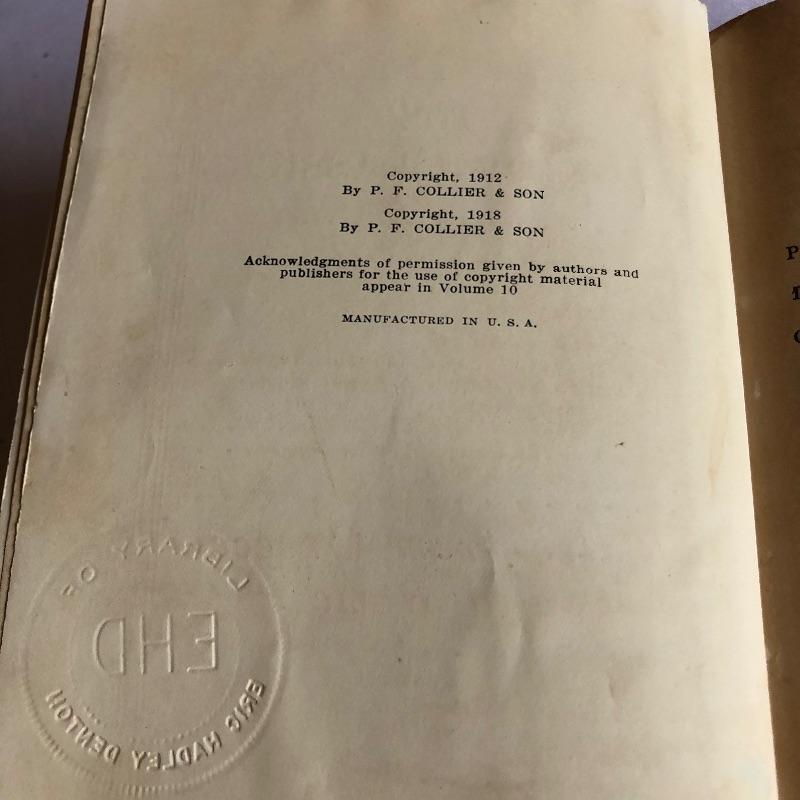 Copyright, 1912
By P. F. COLLIER & SON
Copyright, 1918
By P. F. COLLIER & SON
Acknowledgments of permission given by authors and
publishers for the use of copyright material
appear in Volume 10
MANUFACTURED IN U. S. A.
LIBRARY OF
EHD
ERIC HADLEY DENTON
P